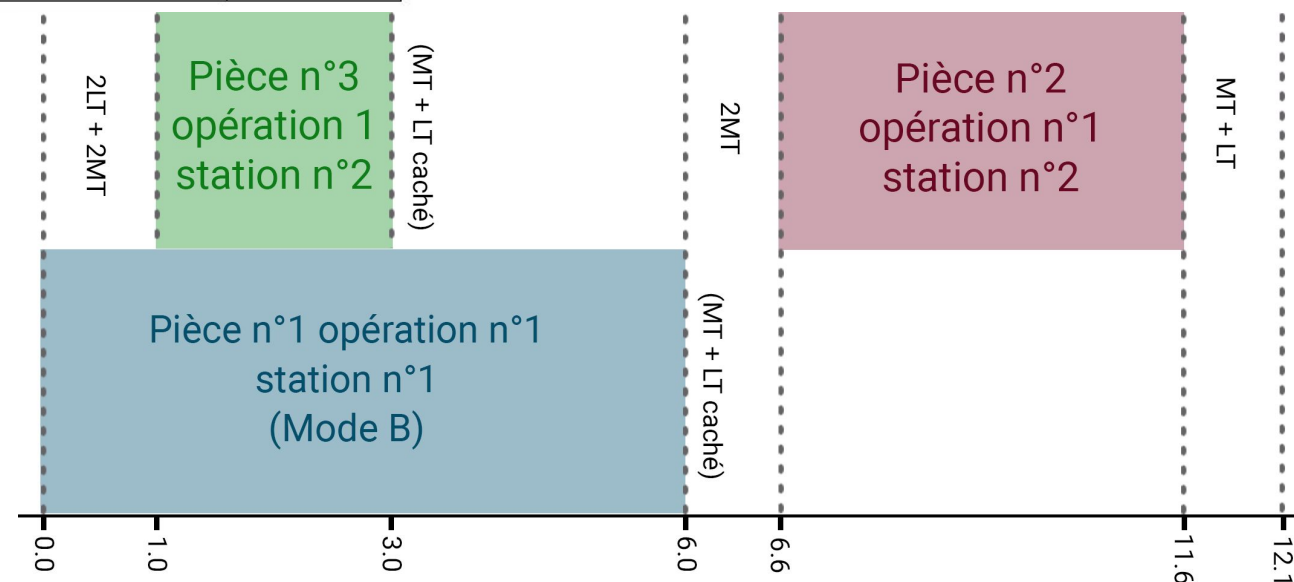 2LT + 2MT
Pièce n°3
opération 1
station n°2
(MT + LT caché)
2MT
Pièce n°2
opération n°1
station n°2
MT + LT
Pièce n°1 opération n°1
station n°1
(Mode B)
(MT + LT caché)
0.0
1.0
3.0
6.0
6.6
11.6
12.1